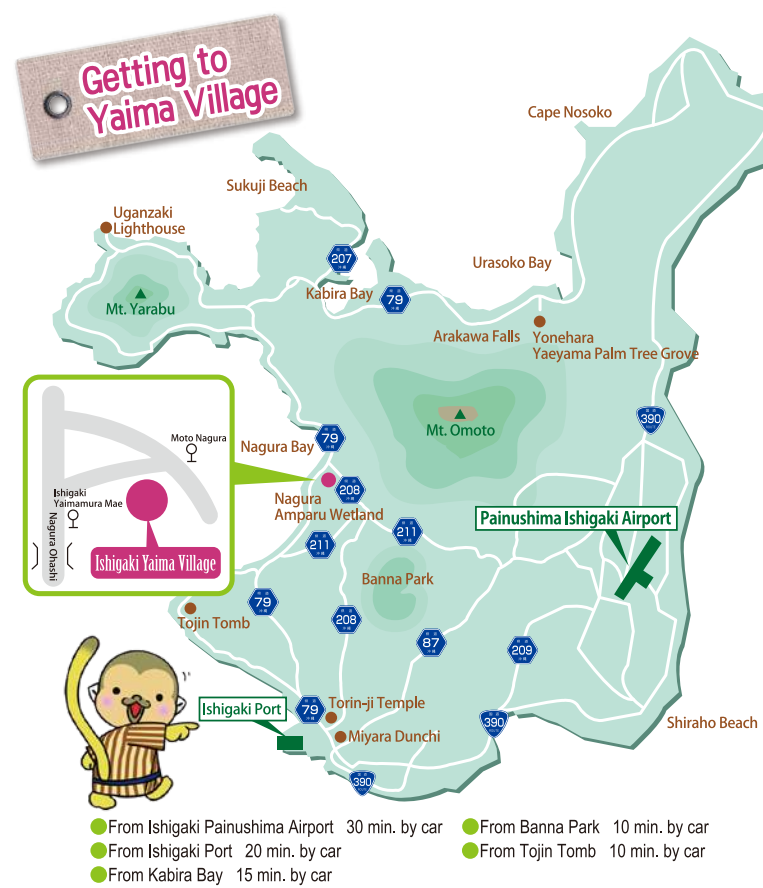 Getting to
Yaima Village
Cape Nosoko
Sukuji Beach
Uganzaki
Lighthouse
207
Urasoko Bay
Kabira Bay
79
Mt. Yarabu
Arakawa Falls
Yonehara
Yaeyama Palm Tree Grove
390
Mt. Omoto
Moto Nagura
Nagura Bay
79
Ishigaki
Yaimamura Mae
Nagura Ohashi
Ishigaki Yaima Village
208
Nagura
Amparu Wetland
Painushima Ishigaki Airport
211
211
Banna Park
79
Tojin Tomb
208
87
209
Ishigaki Port
79
Torin-ji Temple
Miyara Dunchi
390
Shiraho Beach
390
From Ishigaki Painushima Airport 30 min. by car
From Ishigaki Port 20 min. by car
From Kabira Bay 15 min. by car
From Banna Park 10 min. by car
From Tojin Tomb 10 min. by car